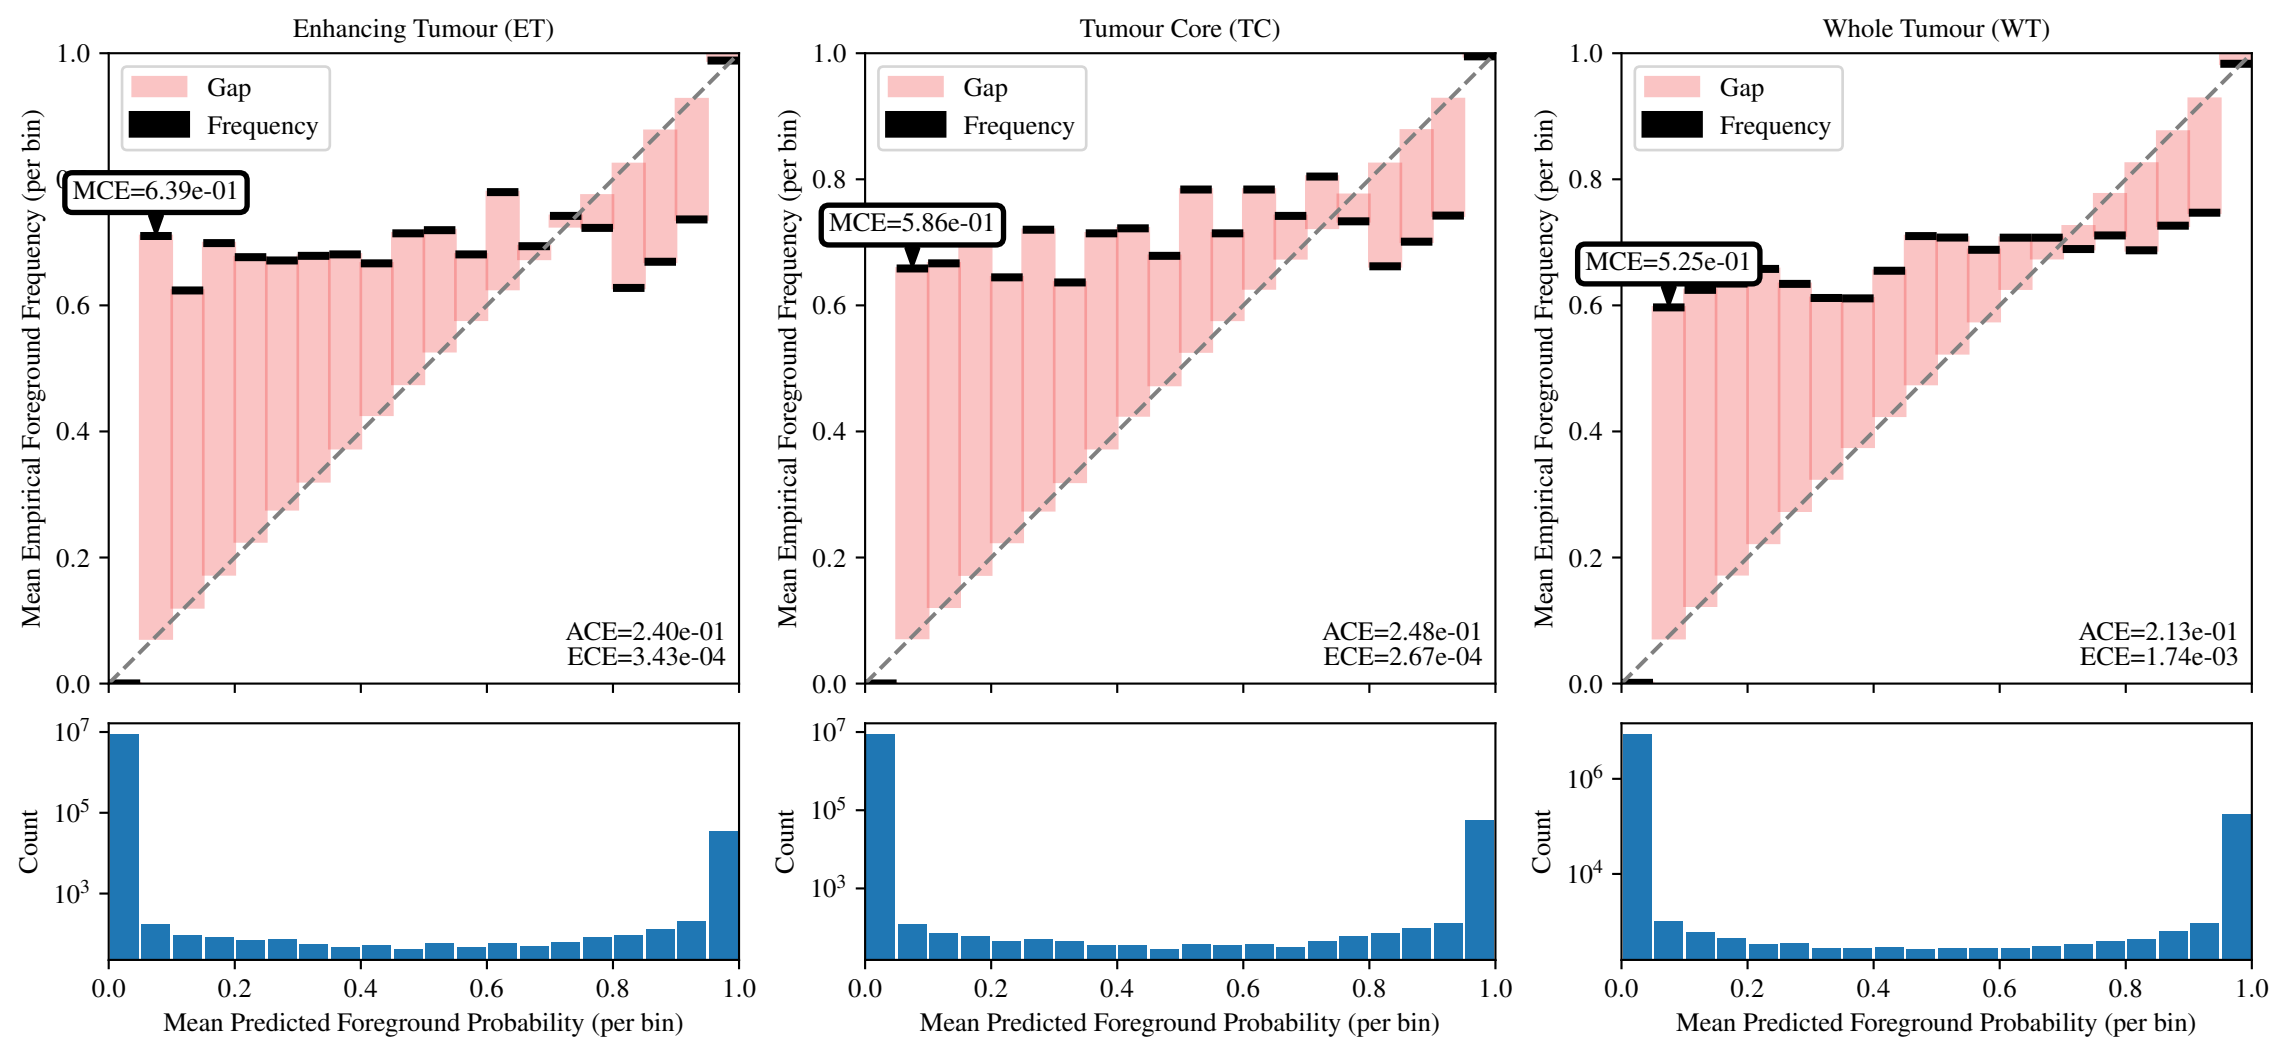 Enhancing Tumour (ET)
Mean Empirical Foreground Frequency (per bin)
1.0
0.6
0.4
0.2
0.0
Gap
Frequency
MCE=6.39e-01
ACE=2.40e-01
ECE=3.43e-04
Count
10^7
10^5
10^3
0.0 0.2 0.4 0.6 0.8 1.0
Mean Predicted Foreground Probability (per bin)
Tumour Core (TC)
Mean Empirical Foreground Frequency (per bin)
1.0
0.8
0.6
0.4
0.2
0.0
Gap
Frequency
MCE=5.86e-01
ACE=2.48e-01
ECE=2.67e-04
Count
10^7
10^5
10^3
0.0 0.2 0.4 0.6 0.8 1.0
Mean Predicted Foreground Probability (per bin)
Whole Tumour (WT)
Mean Empirical Foreground Frequency (per bin)
1.0
0.8
0.6
0.4
0.2
0.0
Gap
Frequency
MCE=5.25e-01
ACE=2.13e-01
ECE=1.74e-03
Count
10^6
10^4
0.0 0.2 0.4 0.6 0.8 1.0
Mean Predicted Foreground Probability (per bin)